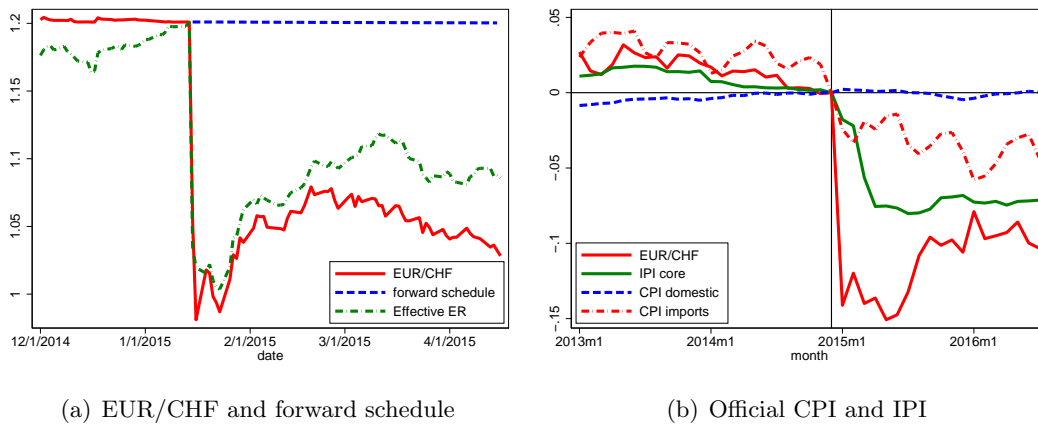 1.2
1.15
1.1
1.05
1
12/1/2014 1/1/2015 2/1/2015 3/1/2015 4/1/2015
date
EUR/CHF
forward schedule
Effective ER
(a) EUR/CHF and forward schedule
.05
0
-.05
-.1
-.15
2013m1 2014m1 2015m1 2016m1
month
EUR/CHF
IPI core
CPI domestic
CPI imports
(b) Official CPI and IPI